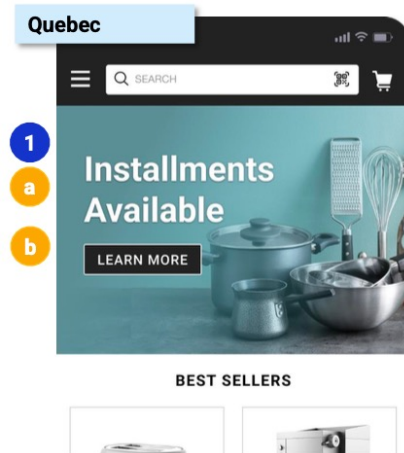 Quebec
SEARCH
1
a
Installments
Available
b
LEARN MORE
BEST SELLERS